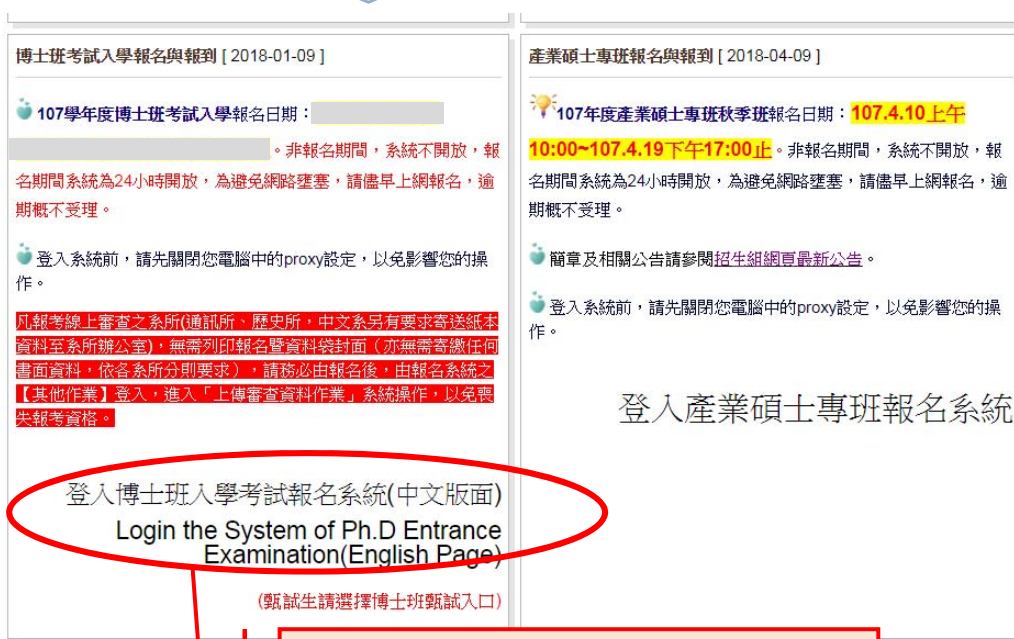 博士班考試入學報名與報到 [ 2018-01-09 ]
107學年度博士班考試入學報名日期：
。非報名期間，系統不開放，報
名期間系統為24小時開放，為避免網路壅塞，請儘早上網報名，逾
期概不受理。
登入系統前，請先關閉您電腦中的proxy設定，以免影響您的操
作。
凡報考線上審查之系所(通訊所、歷史所，中文系另有要求寄送紙本
資料至系所辦公室)，無需列印報名暨資料袋封面（亦無需寄繳任何
書面資料，依各系所分則要求），請務必由報名後，由報名系統之
【其他作業】登入，進入「上傳審查資料作業」系統操作，以免喪
失報考資格。
登入博士班入學考試報名系統(中文版面)
Login the System of Ph.D Entrance
Examination(English Page)
(甄試生請選擇博士班甄試入口)
產業碩士專班報名與報到 [ 2018-04-09 ]
107年度產業碩士專班秋季班報名日期：107.4.10上午
10:00~107.4.19下午17:00止。非報名期間，系統不開放，報
名期間系統為24小時開放，為避免網路壅塞，請儘早上網報名，逾
期概不受理。
簡章及相關公告請參閱招生組網頁最新公告。
登入系統前，請先關閉您電腦中的proxy設定，以免影響您的操
作。
登入產業碩士專班報名系統